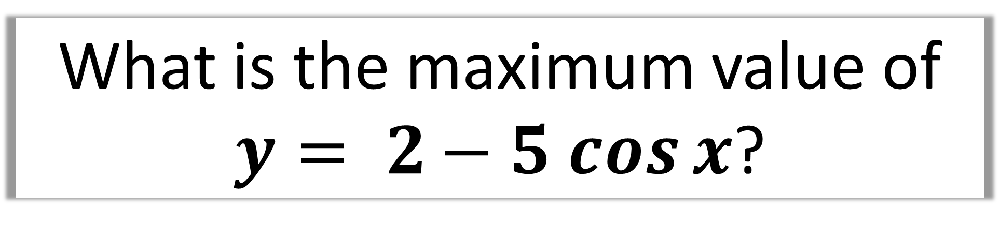 What is the maximum value of
y = 2 − 5 cos x?